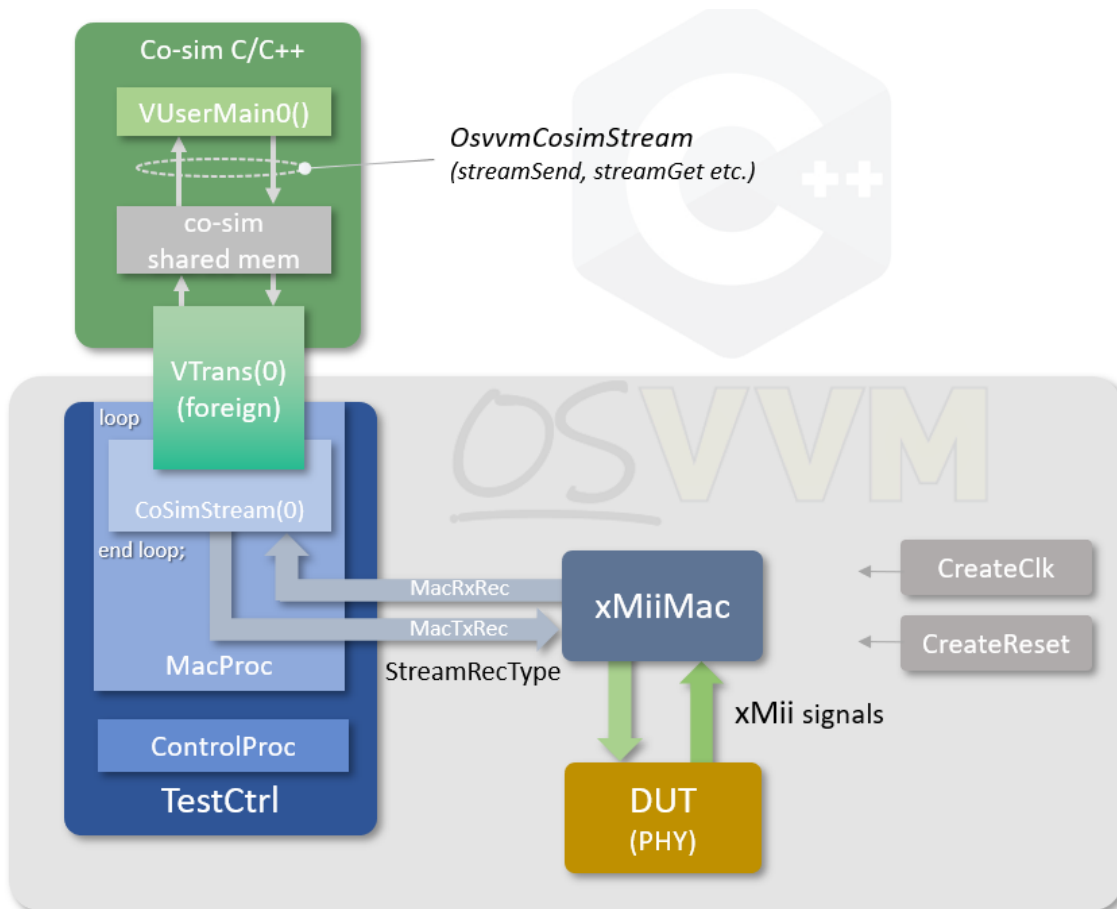 Co-sim C/C++
VUserMain0()
OsvvmCosimStream
(streamSend, streamGet etc.)
++
co-sim
shared mem
VTrans(0)
(foreign)
loop
OSVVM
CoSimStream(0)
end loop;
CreateClk
MacRxRec
xMiiMac
MacTxRec
CreateReset
MacProc
StreamRecType
xMii signals
ControlProc
TestCtrl
DUT
(PHY)